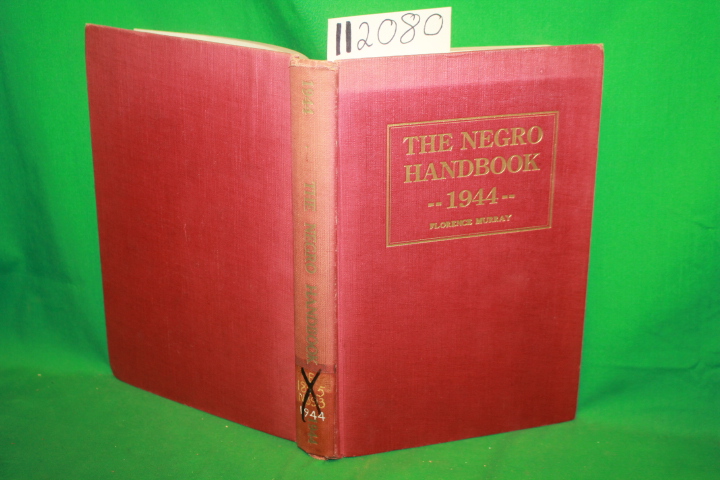 112080
THE NEGRO
HANDBOOK
--1944--
FLORENCE MURRAY
1944 THE NEGRO HANDBOOK
1944